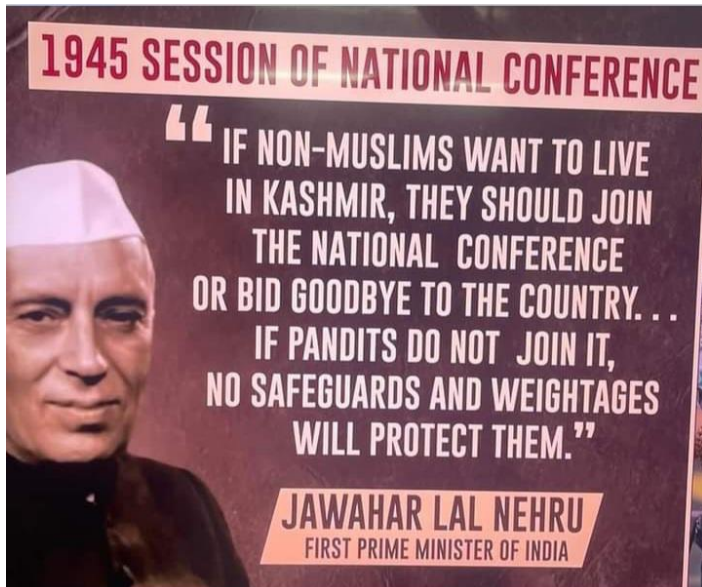 1945 SESSION OF NATIONAL CONFERENCE
“ IF NON-MUSLIMS WANT TO LIVE
IN KASHMIR, THEY SHOULD JOIN
THE NATIONAL CONFERENCE
OR BID GOODBYE TO THE COUNTRY...
IF PANDITS DO NOT JOIN IT,
NO SAFEGUARDS AND WEIGHTAGES
WILL PROTECT THEM.”
JAWAHAR LAL NEHRU
FIRST PRIME MINISTER OF INDIA